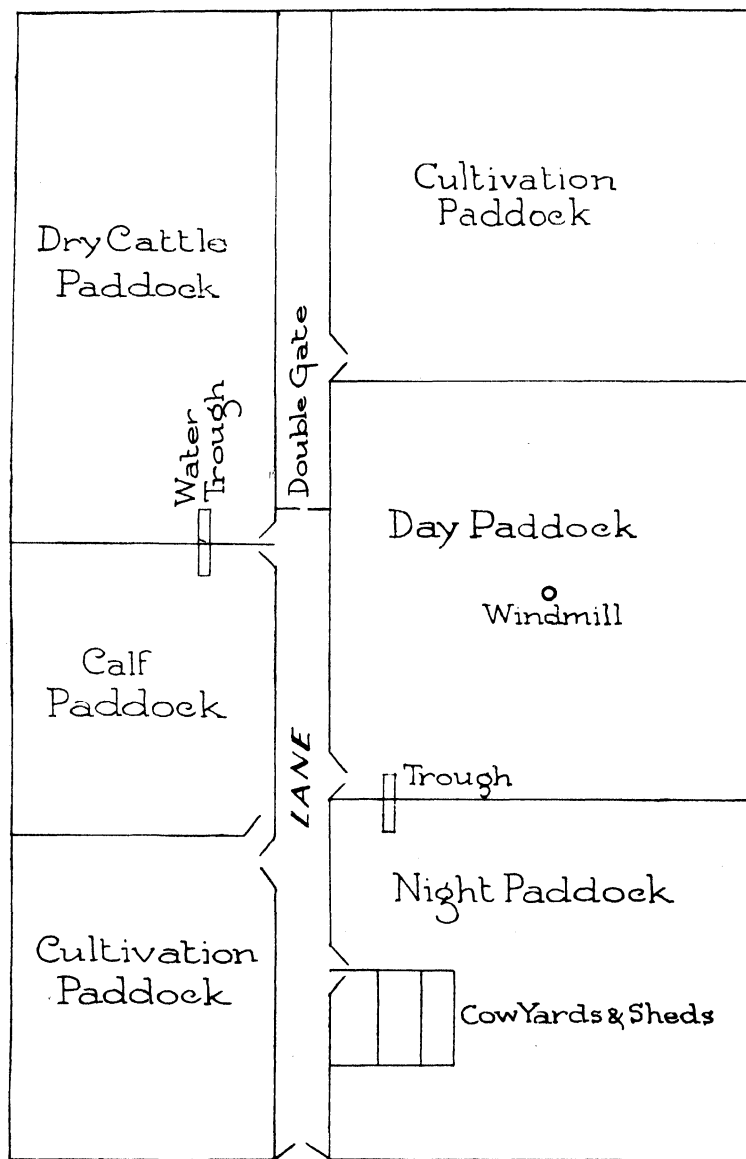 Dry Cattle
Paddock
Cultivation
Paddock
Double Gate
Water
Trough
Day Paddock
Windmill
Calf
Paddock
LANE
Trough
Night Paddock
Cultivation
Paddock
Cow Yards & Sheds